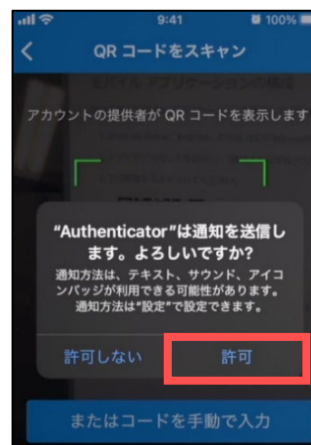 9:41
100%
QR コードをスキャン
アカウントの提供者が QR コードを表示します
"Authenticator"は通知を送信し
ます。よろしいですか?
通知方法は、テキスト、サウンド、アイコ
ンバッジが利用できる可能性があります。
通知方法は"設定"で設定できます。
許可しない
許可
またはコードを手動で入力